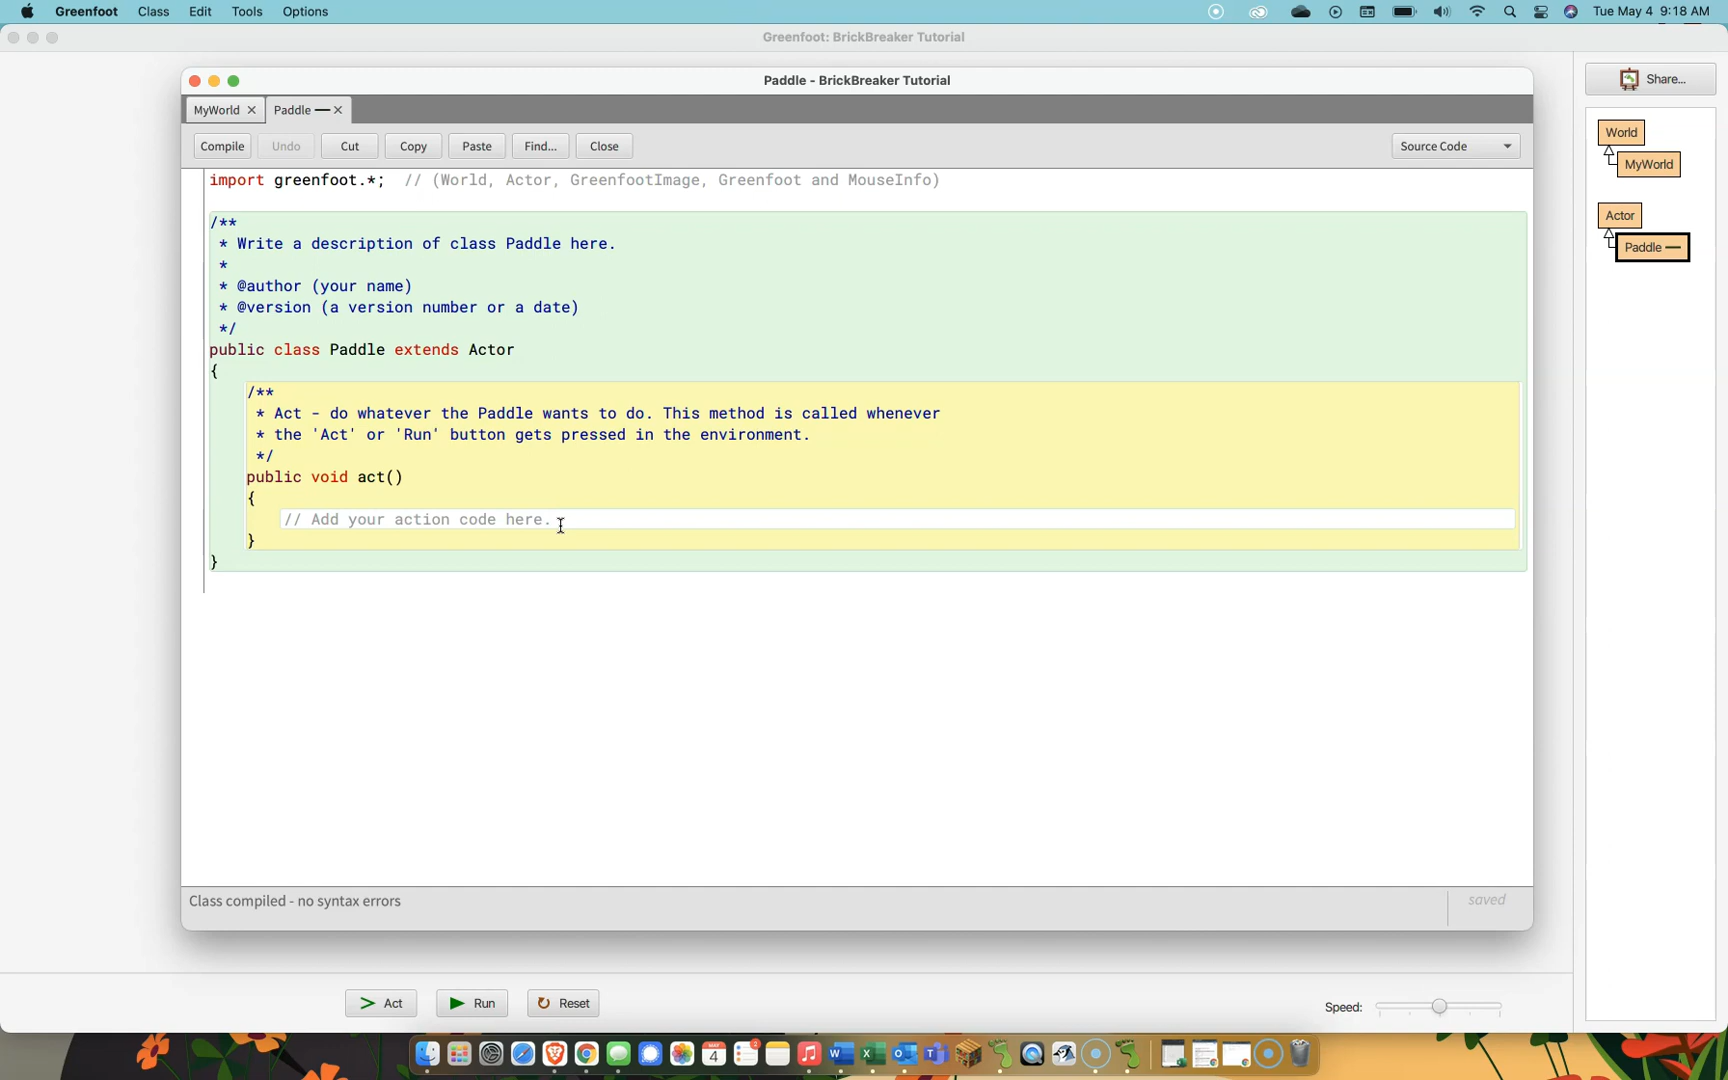 Greenfoot Class Edit Tools Options Tue May 4 9:18 AM
Greenfoot: BrickBreaker Tutorial
Paddle - BrickBreaker Tutorial
Share...
MyWorld Paddle
Compile Undo Cut Copy Paste Find... Close Source Code
World
MyWorld
Actor
Paddle
import greenfoot.*;  // (World, Actor, GreenfootImage, Greenfoot and MouseInfo)
/**
* Write a description of class Paddle here.
*
* @author (your name)
* @version (a version number or a date)
*/
public class Paddle extends Actor
{
/**
* Act - do whatever the Paddle wants to do. This method is called whenever
* the 'Act' or 'Run' button gets pressed in the environment.
*/
public void act()
{
// Add your action code here.
}
}
Class compiled - no syntax errors saved
Act Run Reset Speed: